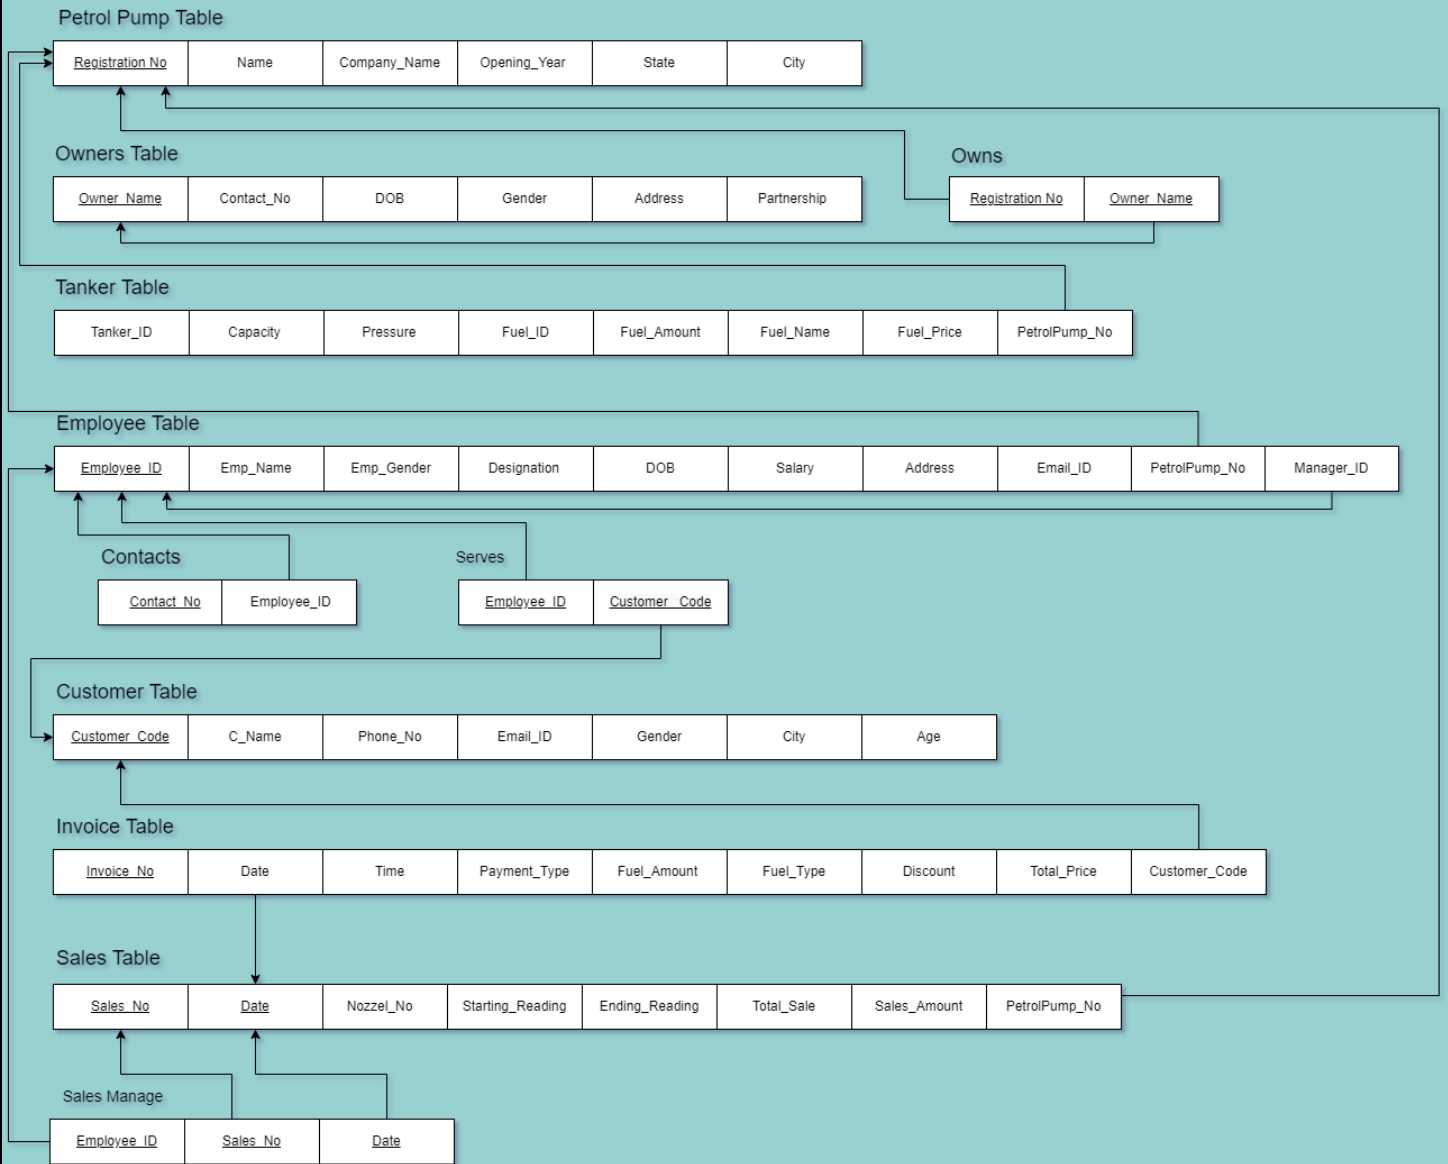 Petrol Pump Table
Registration No Name Company_Name Opening_Year State City
Owners Table
Owner_Name Contact_No DOB Gender Address Partnership
Owns
Registration No Owner_Name
Tanker Table
Tanker_ID Capacity Pressure Fuel_ID Fuel_Amount Fuel_Name Fuel_Price PetrolPump_No
Employee Table
Employee_ID Emp_Name Emp_Gender Designation DOB Salary Address Email_ID PetrolPump_No Manager_ID
Contacts
Contact_No Employee_ID
Serves
Employee_ID Customer_Code
Customer Table
Customer_Code C_Name Phone_No Email_ID Gender City Age
Invoice Table
Invoice_No Date Time Payment_Type Fuel_Amount Fuel_Type Discount Total_Price Customer_Code
Sales Table
Sales_No Date Nozzel_No Starting_Reading Ending_Reading Total_Sale Sales_Amount PetrolPump_No
Sales Manage
Employee_ID Sales_No Date